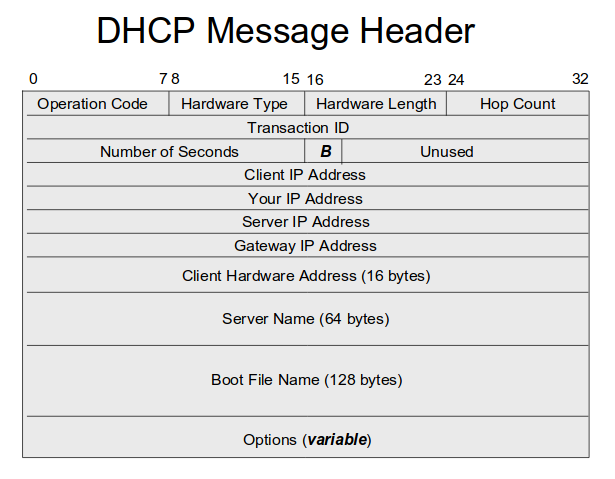 DHCP Message Header
0 7 8 15 16 23 24 32
Operation Code Hardware Type Hardware Length Hop Count
Transaction ID
Number of Seconds B Unused
Client IP Address
Your IP Address
Server IP Address
Gateway IP Address
Client Hardware Address (16 bytes)
Server Name (64 bytes)
Boot File Name (128 bytes)
Options (variable)